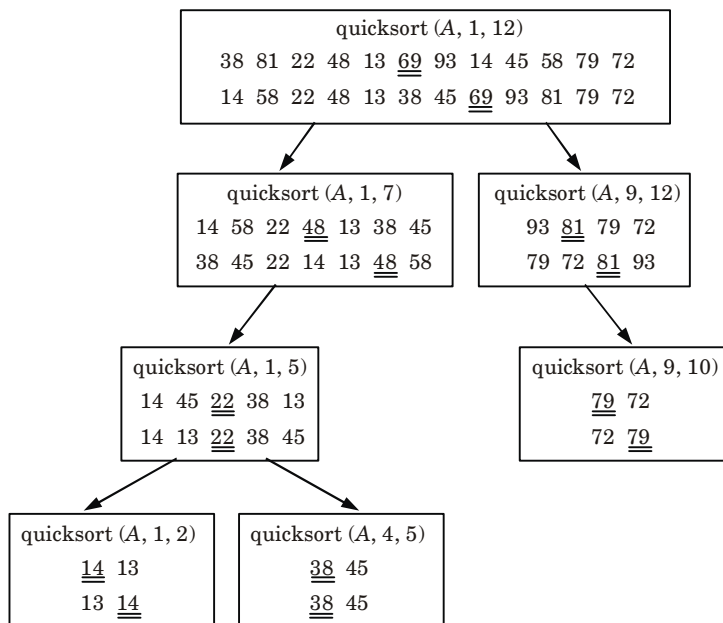 quicksort (A, 1, 12)
38 81 22 48 13 69 93 14 45 58 79 72
14 58 22 48 13 38 45 69 93 81 79 72
quicksort (A, 1, 7)
14 58 22 48 13 38 45
38 45 22 14 13 48 58
quicksort (A, 9, 12)
93 81 79 72
79 72 81 93
quicksort (A, 1, 5)
14 45 22 38 13
14 13 22 38 45
quicksort (A, 9, 10)
79 72
72 79
quicksort (A, 1, 2)
14 13
13 14
quicksort (A, 4, 5)
38 45
38 45